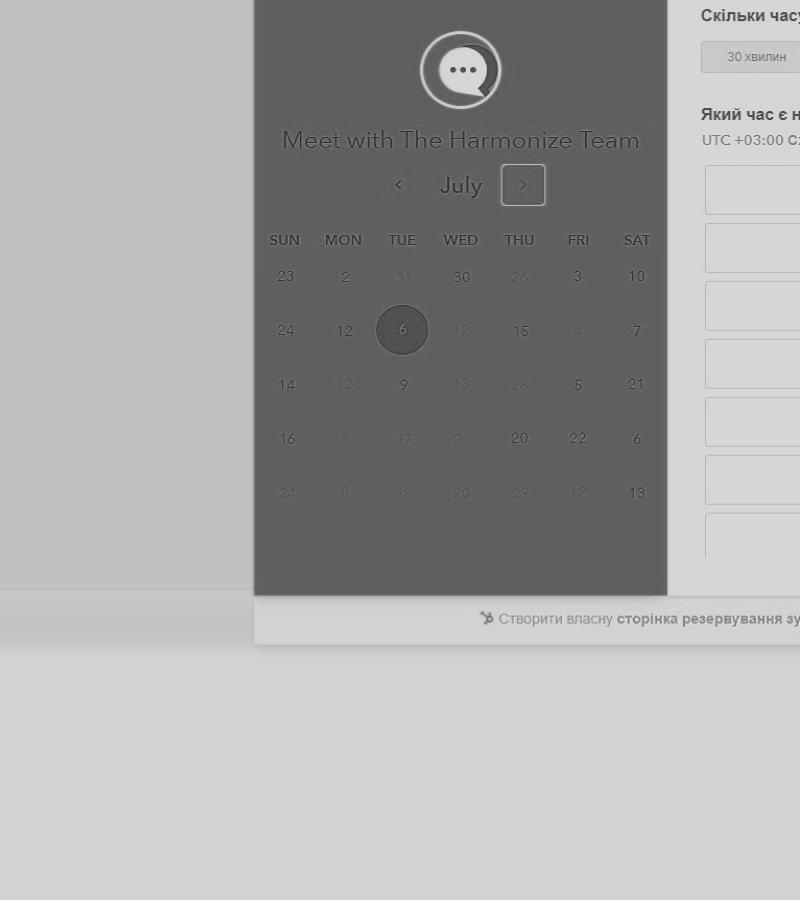 Скільки
30 хвилин
Який час є
UTC +03:00
Meet with The Harmonize Team
July
SUN MON TUE WED THU FRI SAT
23 2 31 30 26 3 10
24 12 6 12 15 4 7
14 12 9 13 28 5 21
16 8 17 21 20 22 6
24 8 8 20 29 12 13
Створити власну сторінка резервування